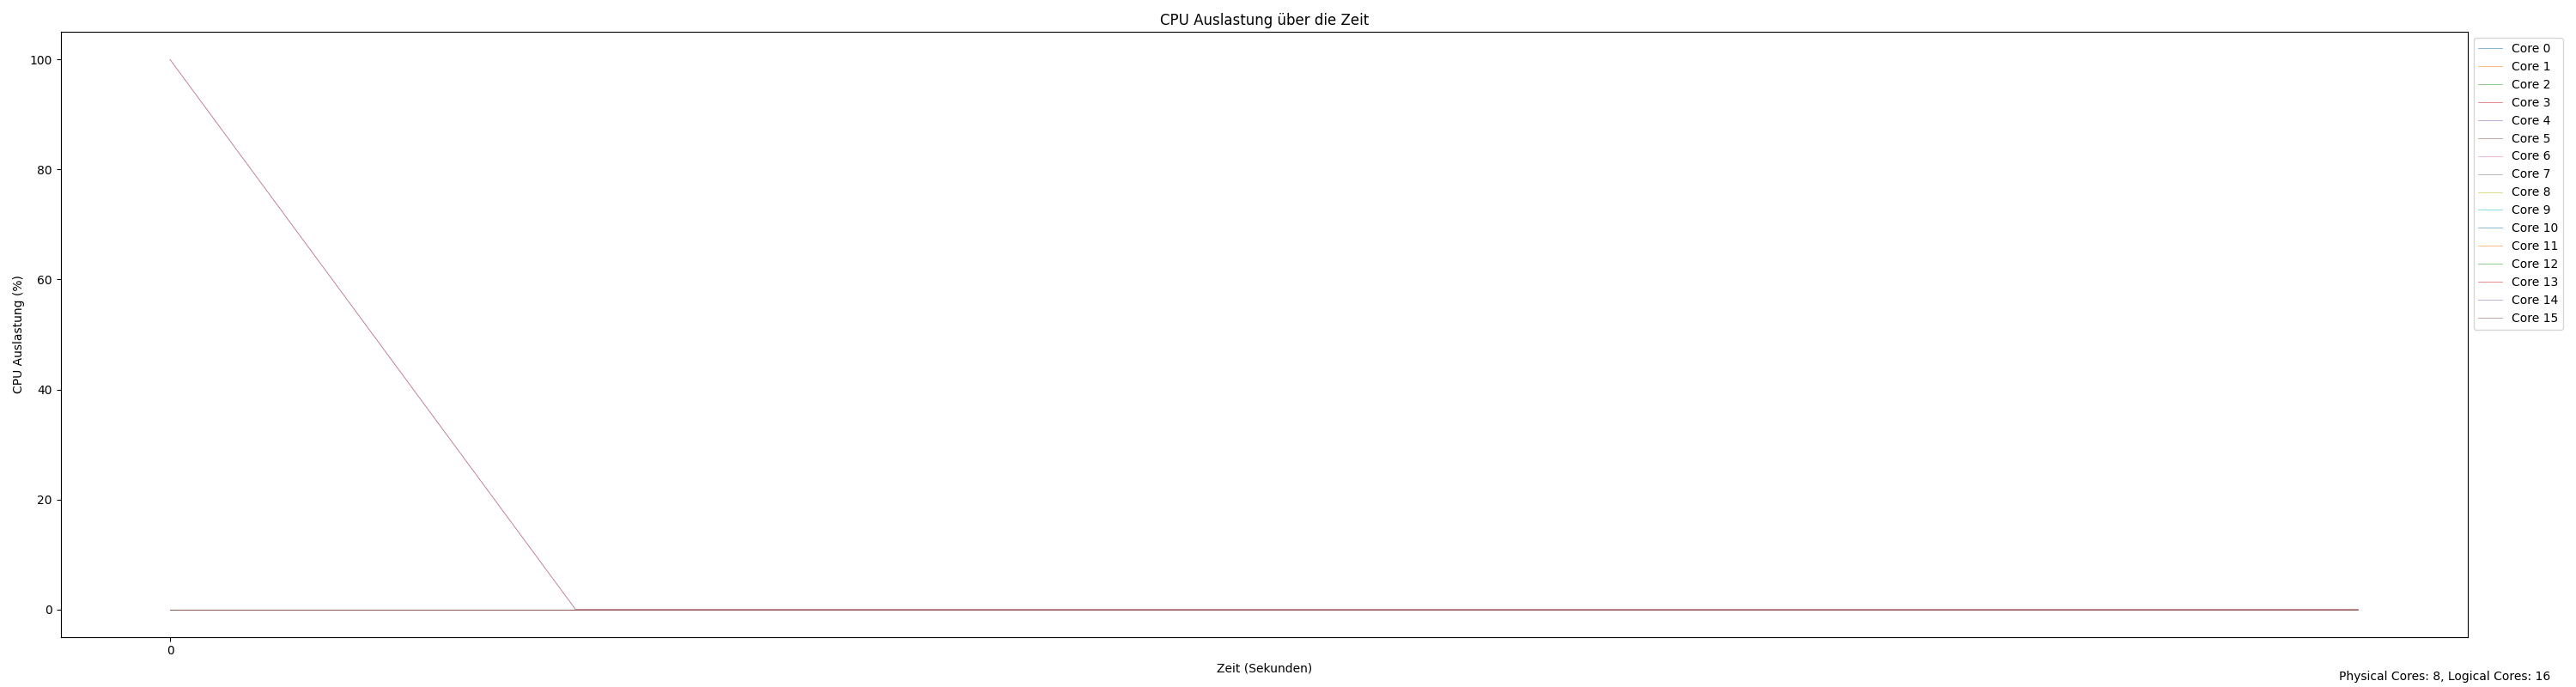 CPU Auslastung über die Zeit
CPU Auslastung (%)
100
80
60
40
20
0
0
Zeit (Sekunden)
Core 0
Core 1
Core 2
Core 3
Core 4
Core 5
Core 6
Core 7
Core 8
Core 9
Core 10
Core 11
Core 12
Core 13
Core 14
Core 15
Physical Cores: 8, Logical Cores: 16